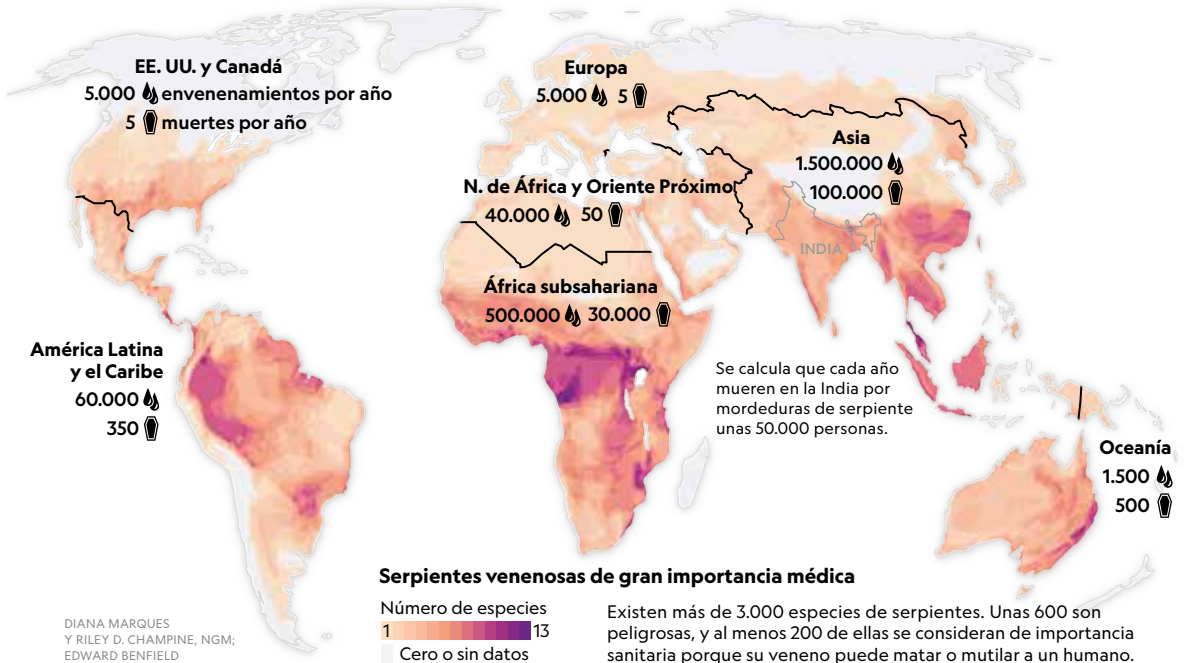 EE. UU. y Canadá
5.000 envenenamientos por año
5 muertes por año
Europa
5.000 5
Asia
1.500.000
100.000
N. de África y Oriente Próximo
40.000 50
INDIA
África subsahariana
500.000 30.000
América Latina
y el Caribe
60.000
350
Se calcula que cada año
mueren en la India por
mordeduras de serpiente
unas 50.000 personas.
Oceanía
1.500
500
Serpientes venenosas de gran importancia médica
Número de especies
1 13
Cero o sin datos
Existen más de 3.000 especies de serpientes. Unas 600 son
peligrosas, y al menos 200 de ellas se consideran de importancia
sanitaria porque su veneno puede matar o mutilar a un humano.
DIANA MARQUES
Y RILEY D. CHAMPINE, NGM;
EDWARD BENFIELD